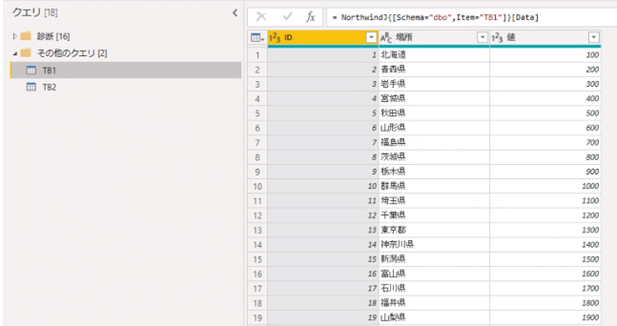 クエリ [18]
診断 [16]
その他のクエリ [2]
TB1
TB2
= NorthwindJ{[Schema="dbo",Item="TB1"]}[Data]
1²3 ID ABC 場所 1²3 値
1 1 北海道 100
2 2 青森県 200
3 3 岩手県 300
4 4 宮城県 400
5 5 秋田県 500
6 6 山形県 600
7 7 福島県 700
8 8 茨城県 800
9 9 栃木県 900
10 10 群馬県 1000
11 11 埼玉県 1100
12 12 千葉県 1200
13 13 東京都 1300
14 14 神奈川県 1400
15 15 新潟県 1500
16 16 富山県 1600
17 17 石川県 1700
18 18 福井県 1800
19 19 山梨県 1900